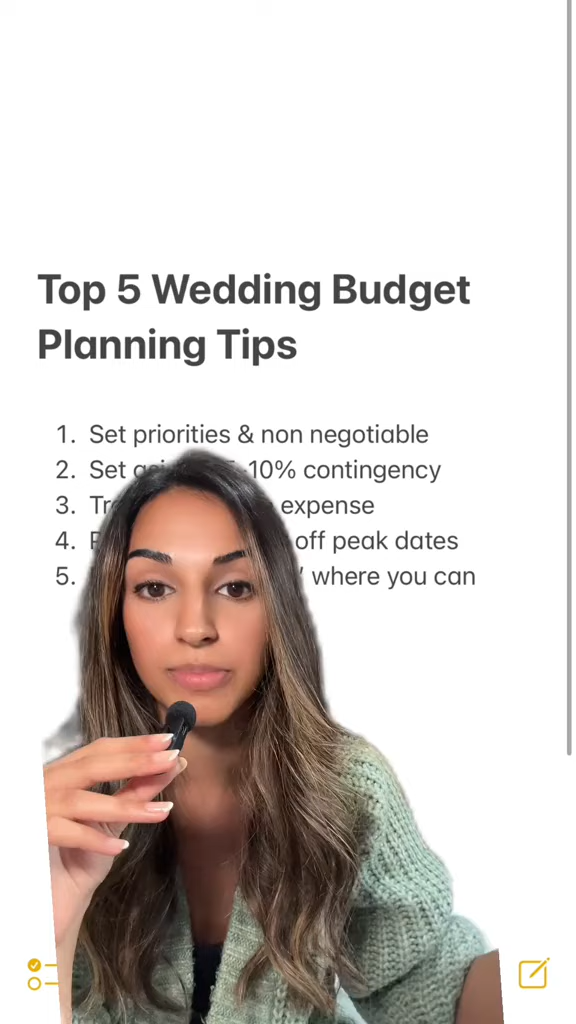 Top 5 Wedding Budget
Planning Tips
1. Set priorities & non negotiable
2. Set 10% contingency
3. expense
4. off peak dates
5. where you can